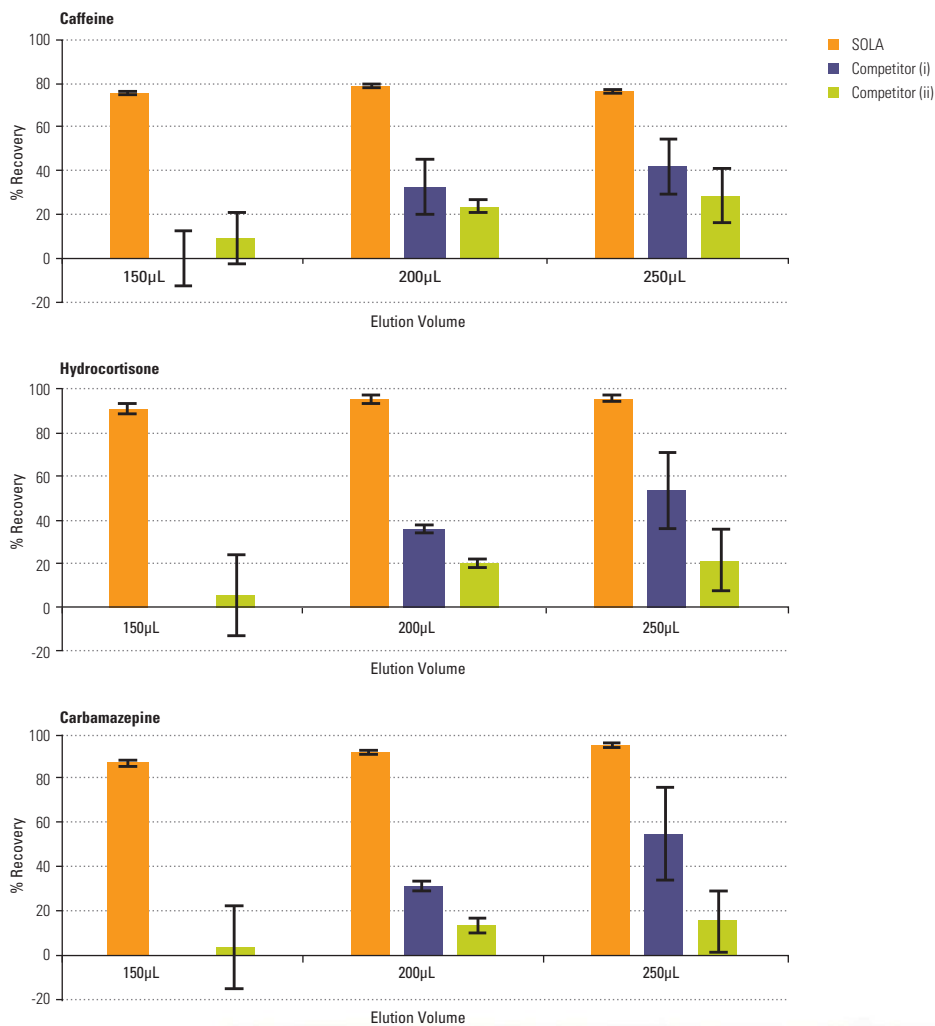 Caffeine
SOLA
Competitor (i)
Competitor (ii)
% Recovery
100
80
60
40
20
0
-20
150µL 200µL 250µL
Elution Volume
Hydrocortisone
% Recovery
100
80
60
40
20
0
-20
150µL 200µL 250µL
Elution Volume
Carbamazepine
% Recovery
100
80
60
40
20
0
-20
150µL 200µL 250µL
Elution Volume